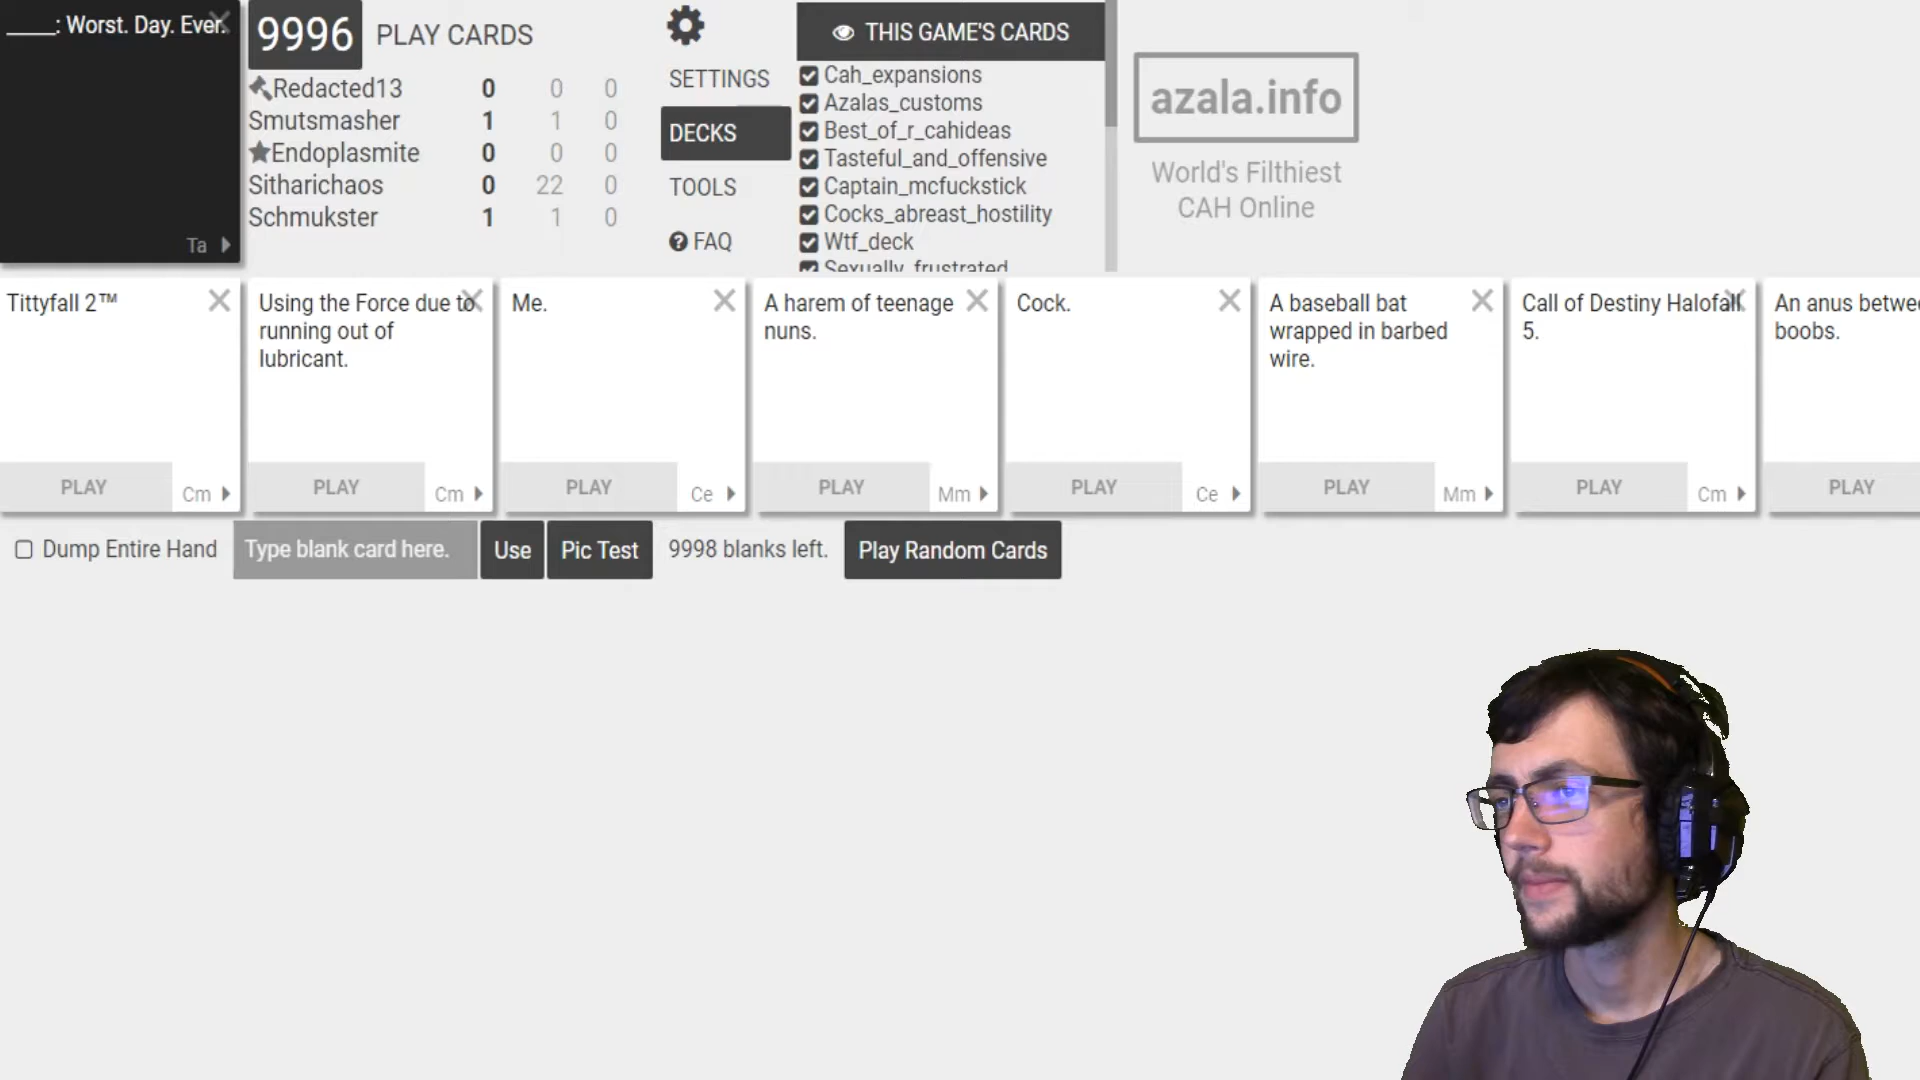 _____: Worst. Day. Ever.
Ta
9996 PLAY CARDS
Redacted13 0 0 0
Smutsmasher 1 1 0
Endoplasmite 0 0 0
Sitharichaos 0 22 0
Schmukster 1 1 0
SETTINGS
DECKS
TOOLS
FAQ
THIS GAME'S CARDS
Cah_expansions
Azalas_customs
Best_of_r_cahideas
Tasteful_and_offensive
Captain_mcfuckstick
Cocks_abreast_hostility
Wtf_deck
Sexually_frustrated
azala.info
World's Filthiest
CAH Online
Tittyfall 2™
PLAY
Cm
Using the Force due to
running out of
lubricant.
PLAY
Cm
Me.
PLAY
Ce
A harem of teenage
nuns.
PLAY
Mm
Cock.
PLAY
Ce
A baseball bat
wrapped in barbed
wire.
PLAY
Mm
Call of Destiny Halofall
5.
PLAY
Cm
An anus betwe
boobs.
PLAY
Dump Entire Hand
Type blank card here.
Use
Pic Test
9998 blanks left.
Play Random Cards